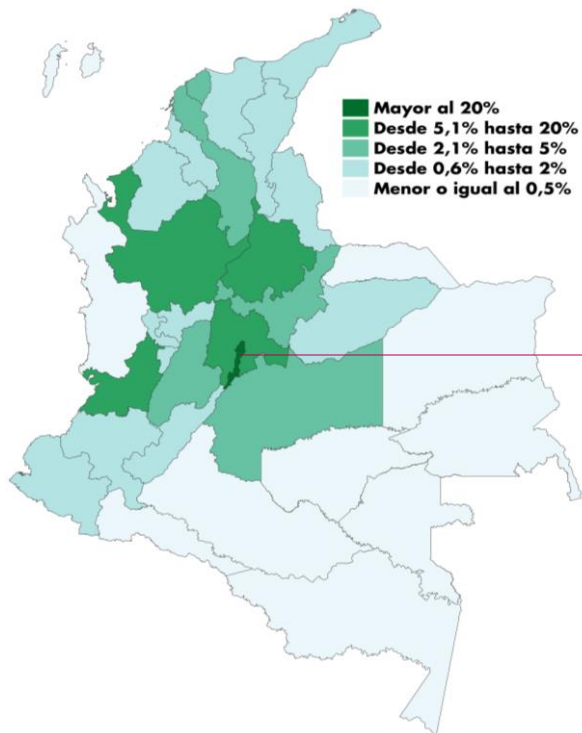 Mayor al 20%
Desde 5,1% hasta 20%
Desde 2,1% hasta 5%
Desde 0,6% hasta 2%
Menor o igual al 0,5%